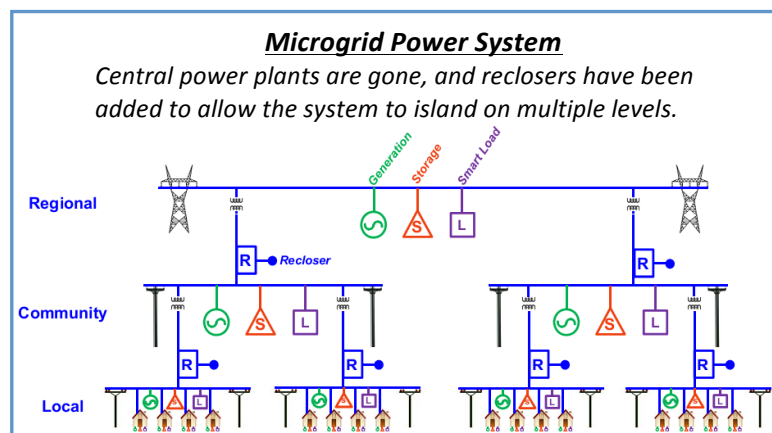 Microgrid Power System
Central power plants are gone, and reclosers have been
added to allow the system to island on multiple levels.
Generation
Storage
Smart Load
Regional
S
L
R
Recloser
R
Community
S
L
S
L
R
R
R
R
Local
S
L
S
L
S
L
S
L